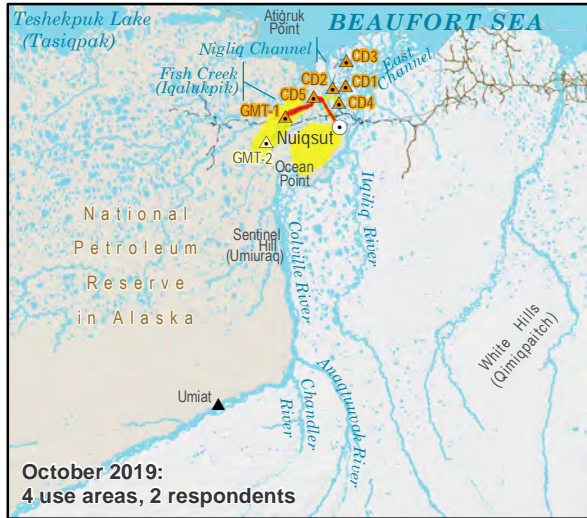 Teshekpuk Lake
(Tasiqpak)
Atigruk
Point
BEAUFORT SEA
Nigliq Channel
Fish Creek
(Iqalukpik)
East
Channel
CD3
CD2
CD1
CD5
CD4
GMT-1
Nuiqsut
GMT-2
Ocean
Point
Itqiliq River
National
Petroleum
Reserve
in Alaska
Sentinel
Hill
(Umiuraq)
Colville River
White Hills
(Qimiqpaitch)
Umiat
Chandler
River
Anaqtuuvak River
October 2019:
4 use areas, 2 respondents